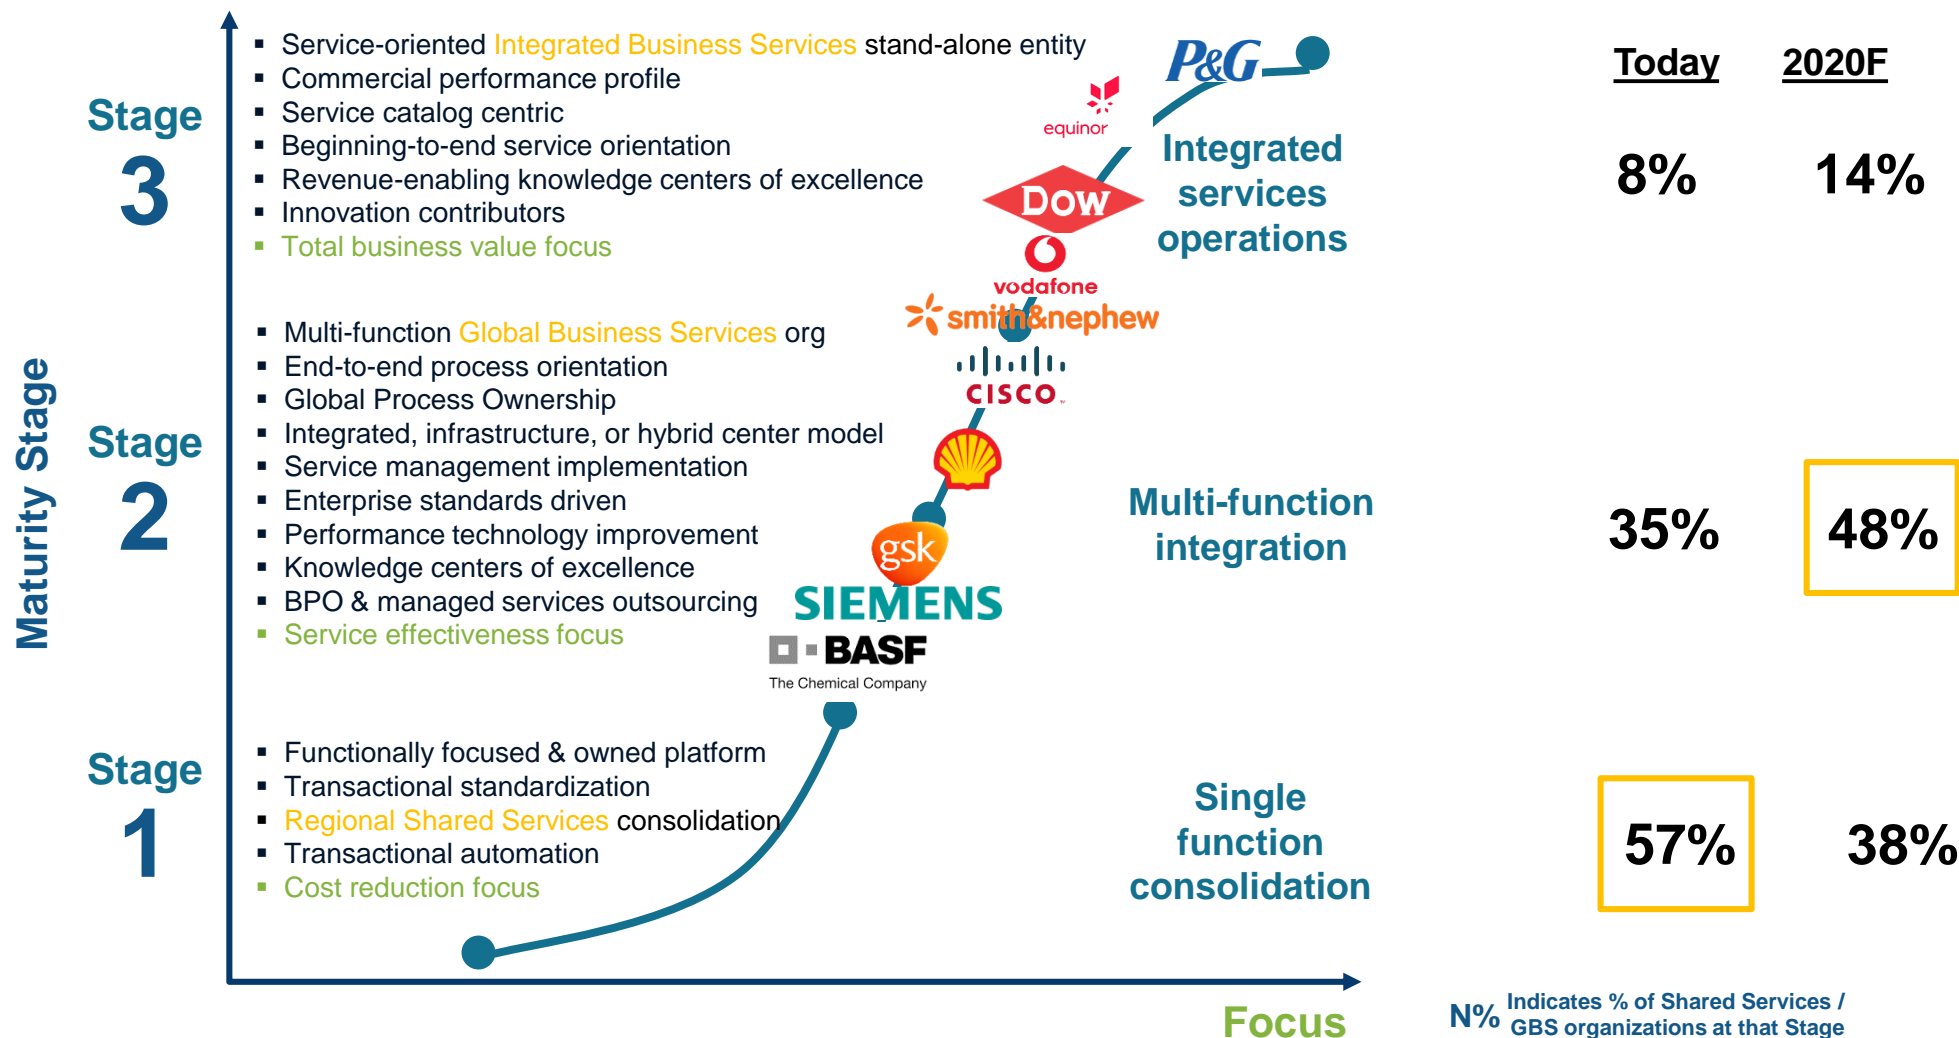 Maturity Stage
Stage
3
▪ Service-oriented Integrated Business Services stand-alone entity
▪ Commercial performance profile
▪ Service catalog centric
▪ Beginning-to-end service orientation
▪ Revenue-enabling knowledge centers of excellence
▪ Innovation contributors
▪ Total business value focus
P&G
equinor
Dow
vodafone
smith&nephew
Integrated
services
operations
Today 2020F
8% 14%
Stage
2
▪ Multi-function Global Business Services org
▪ End-to-end process orientation
▪ Global Process Ownership
▪ Integrated, infrastructure, or hybrid center model
▪ Service management implementation
▪ Enterprise standards driven
▪ Performance technology improvement
▪ Knowledge centers of excellence
▪ BPO & managed services outsourcing
▪ Service effectiveness focus
CISCO
gsk
SIEMENS
BASF
The Chemical Company
Multi-function
integration
35% 48%
Stage
1
▪ Functionally focused & owned platform
▪ Transactional standardization
▪ Regional Shared Services consolidation
▪ Transactional automation
▪ Cost reduction focus
Single
function
consolidation
57% 38%
Focus
N% Indicates % of Shared Services /
GBS organizations at that Stage